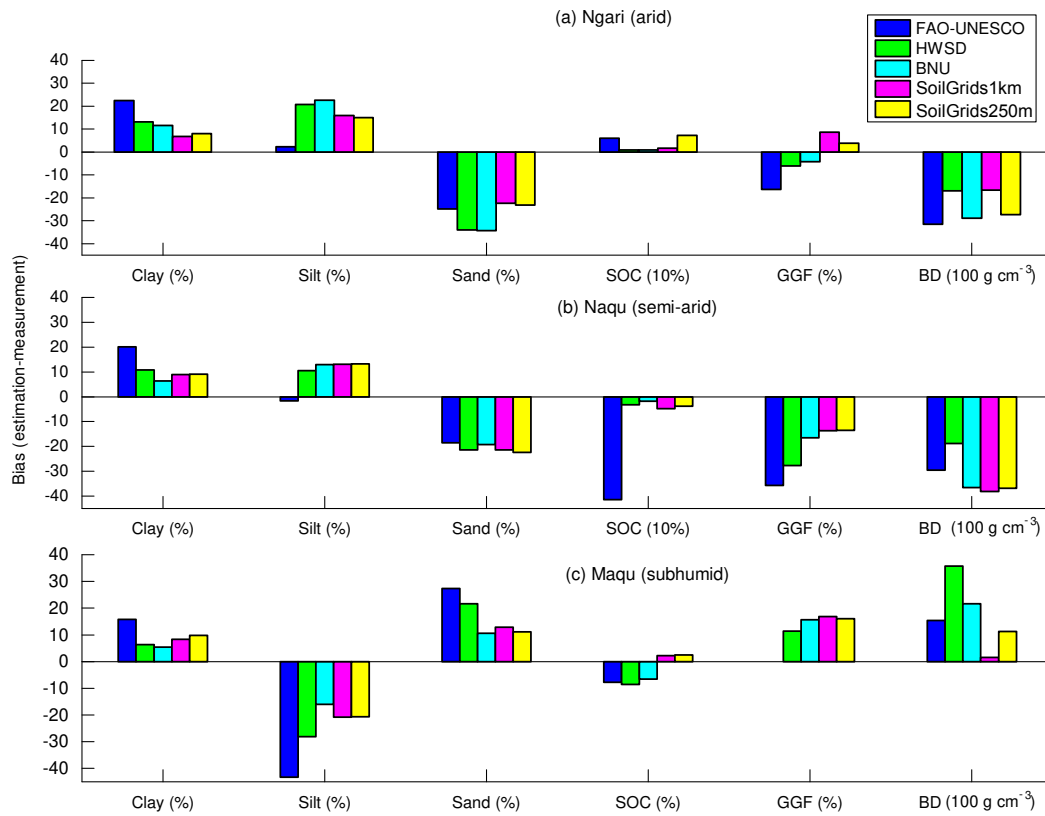 (a) Ngari (arid)
FAO-UNESCO
HWSD
BNU
SoilGrids1km
SoilGrids250m
40
30
20
10
0
-10
-20
-30
-40
Clay (%) Silt (%) Sand (%) SOC (10%) GGF (%) BD (100 g cm⁻³)
Bias (estimation-measurement)
(b) Naqu (semi-arid)
40
30
20
10
0
-10
-20
-30
-40
Clay (%) Silt (%) Sand (%) SOC (10%) GGF (%) BD (100 g cm⁻³)
(c) Maqu (subhumid)
40
30
20
10
0
-10
-20
-30
-40
Clay (%) Silt (%) Sand (%) SOC (%) GGF (%) BD (100 g cm⁻³)